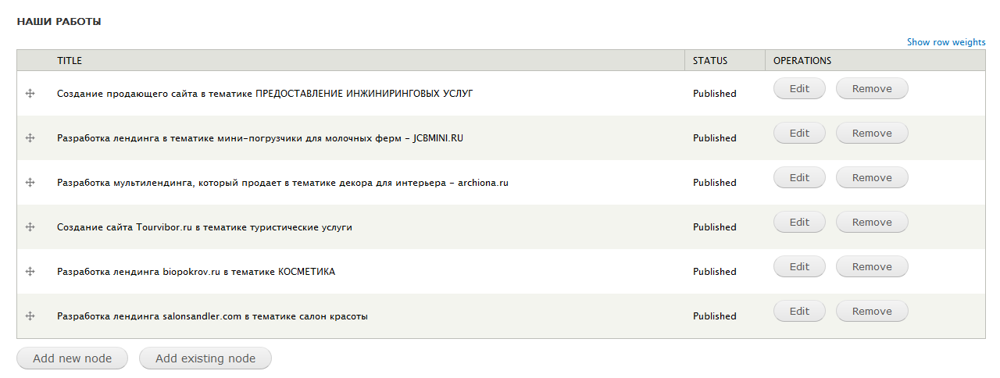 НАШИ РАБОТЫ
Show row weights
TITLE STATUS OPERATIONS
Создание продающего сайта в тематике ПРЕДОСТАВЛЕНИЕ ИНЖИНИРИНГОВЫХ УСЛУГ Published Edit Remove
Разработка лендинга в тематике мини-погрузчики для молочных ферм - JCBMINI.RU Published Edit Remove
Разработка мультилендинга, который продает в тематике декора для интерьера - archiona.ru Published Edit Remove
Создание сайта Tourvibor.ru в тематике туристические услуги Published Edit Remove
Разработка лендинга biopokrov.ru в тематике КОСМЕТИКА Published Edit Remove
Разработка лендинга salonsandler.com в тематике салон красоты Published Edit Remove
Add new node Add existing node